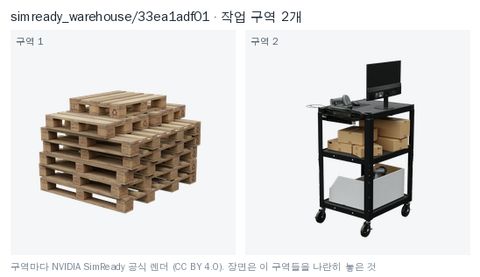 simready_warehouse/33ea1adf01 · 작업 구역 2개
구역 1
구역 2
구역마다 NVIDIA SimReady 공식 렌더 (CC BY 4.0). 장면은 이 구역들을 나란히 놓은 것